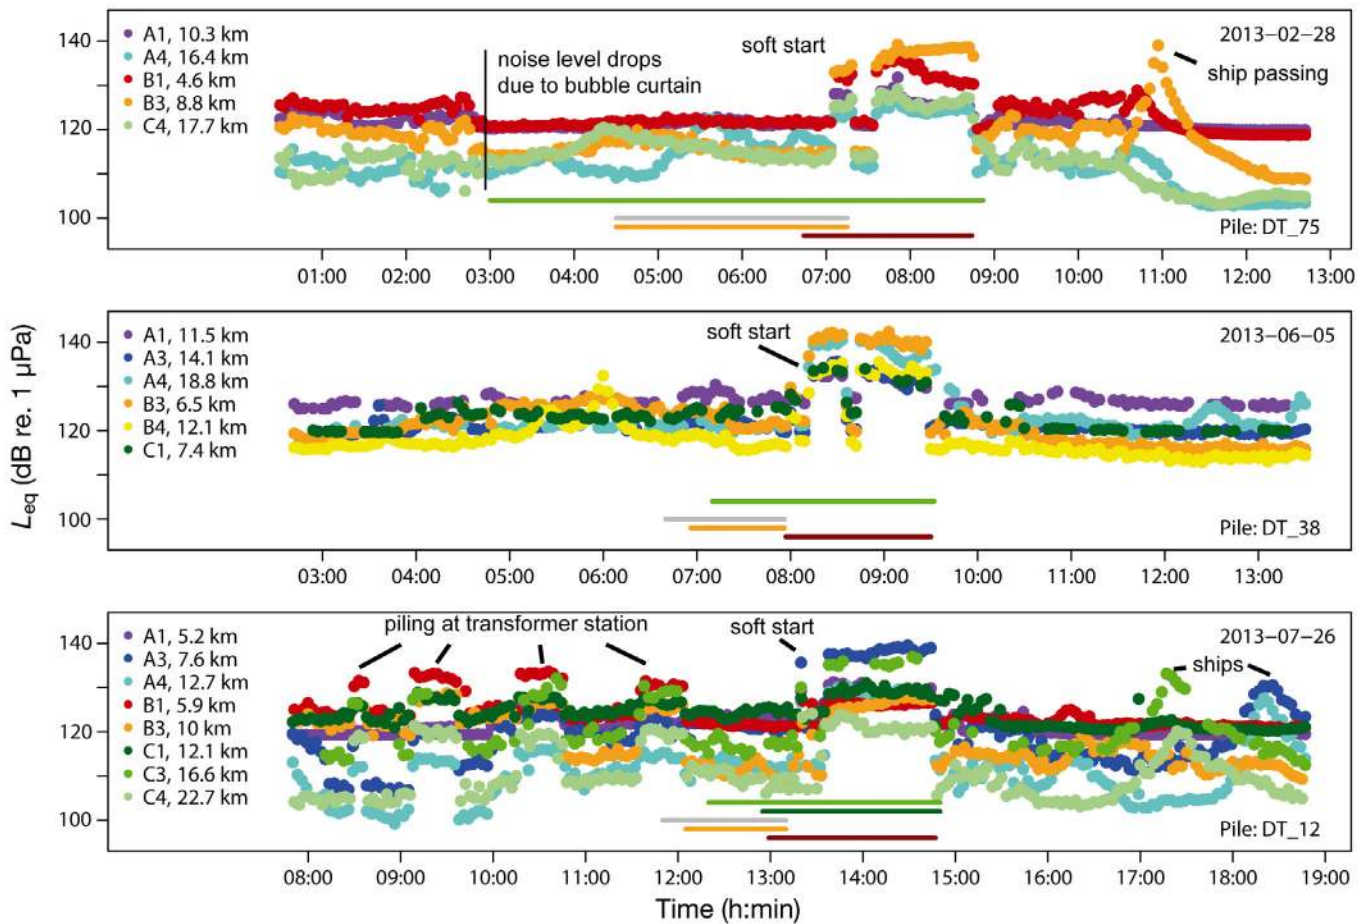 A1, 10.3 km
A4, 16.4 km
B1, 4.6 km
B3, 8.8 km
C4, 17.7 km
noise level drops
due to bubble curtain
soft start
2013–02–28
ship passing
Pile: DT_75
140
120
100
01:00 02:00 03:00 04:00 05:00 06:00 07:00 08:00 09:00 10:00 11:00 12:00 13:00
A1, 11.5 km
A3, 14.1 km
A4, 18.8 km
B3, 6.5 km
B4, 12.1 km
C1, 7.4 km
soft start
2013–06–05
Pile: DT_38
140
120
100
Leq (dB re. 1 µPa)
03:00 04:00 05:00 06:00 07:00 08:00 09:00 10:00 11:00 12:00 13:00
A1, 5.2 km
A3, 7.6 km
A4, 12.7 km
B1, 5.9 km
B3, 10 km
C1, 12.1 km
C3, 16.6 km
C4, 22.7 km
piling at transformer station
soft start
2013–07–26
ships
Pile: DT_12
140
120
100
08:00 09:00 10:00 11:00 12:00 13:00 14:00 15:00 16:00 17:00 18:00 19:00
Time (h:min)